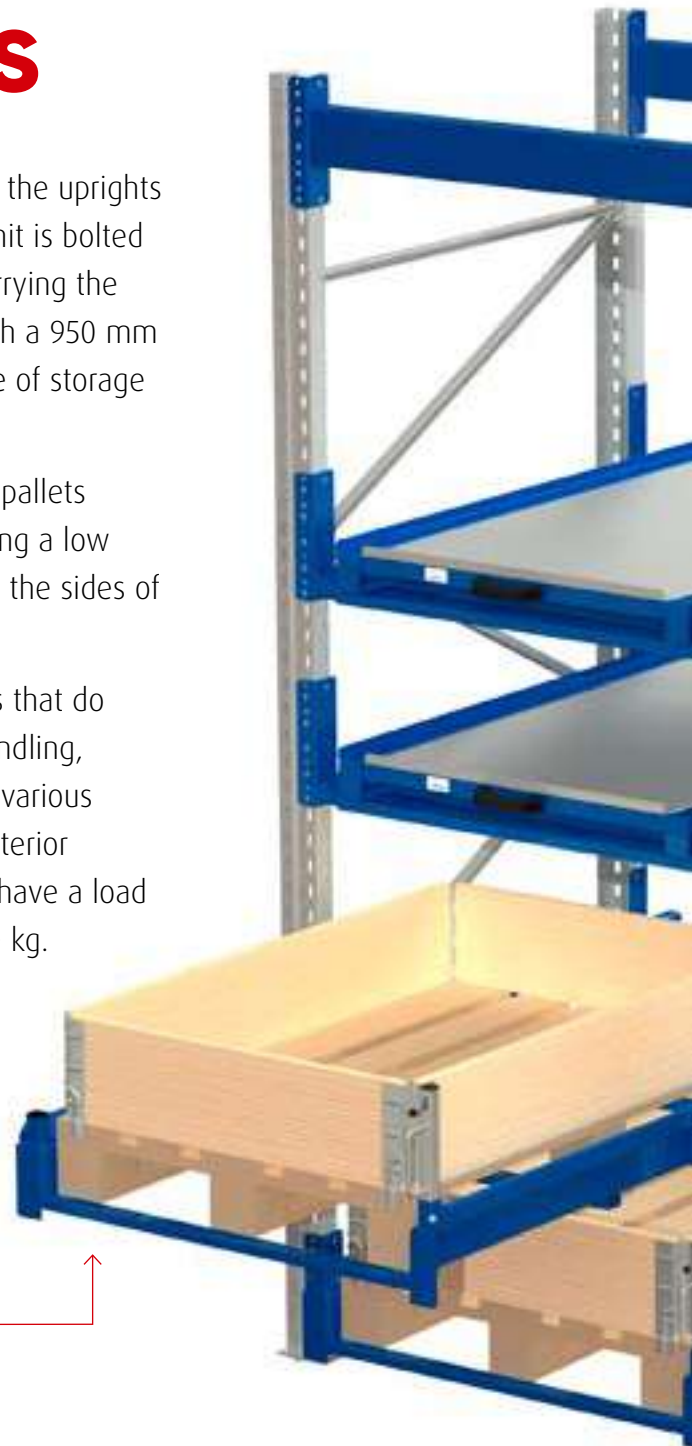 s
the uprights
nit is bolted
rrying the
h a 950 mm
e of storage
pallets
ng a low
the sides of
s that do
ndling,
various
terior
have a load
kg.